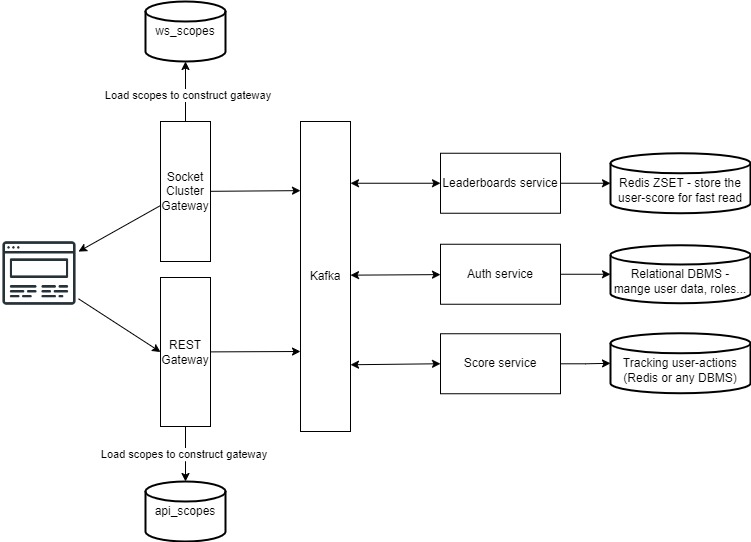 ws_scopes
Load scopes to construct gateway
Socket
Cluster
Gateway
Leaderboards service
Redis ZSET - store the
user-score for fast read
Kafka
Auth service
Relational DBMS -
mange user data, roles...
REST
Gateway
Score service
Tracking user-actions
(Redis or any DBMS)
Load scopes to construct gateway
api_scopes